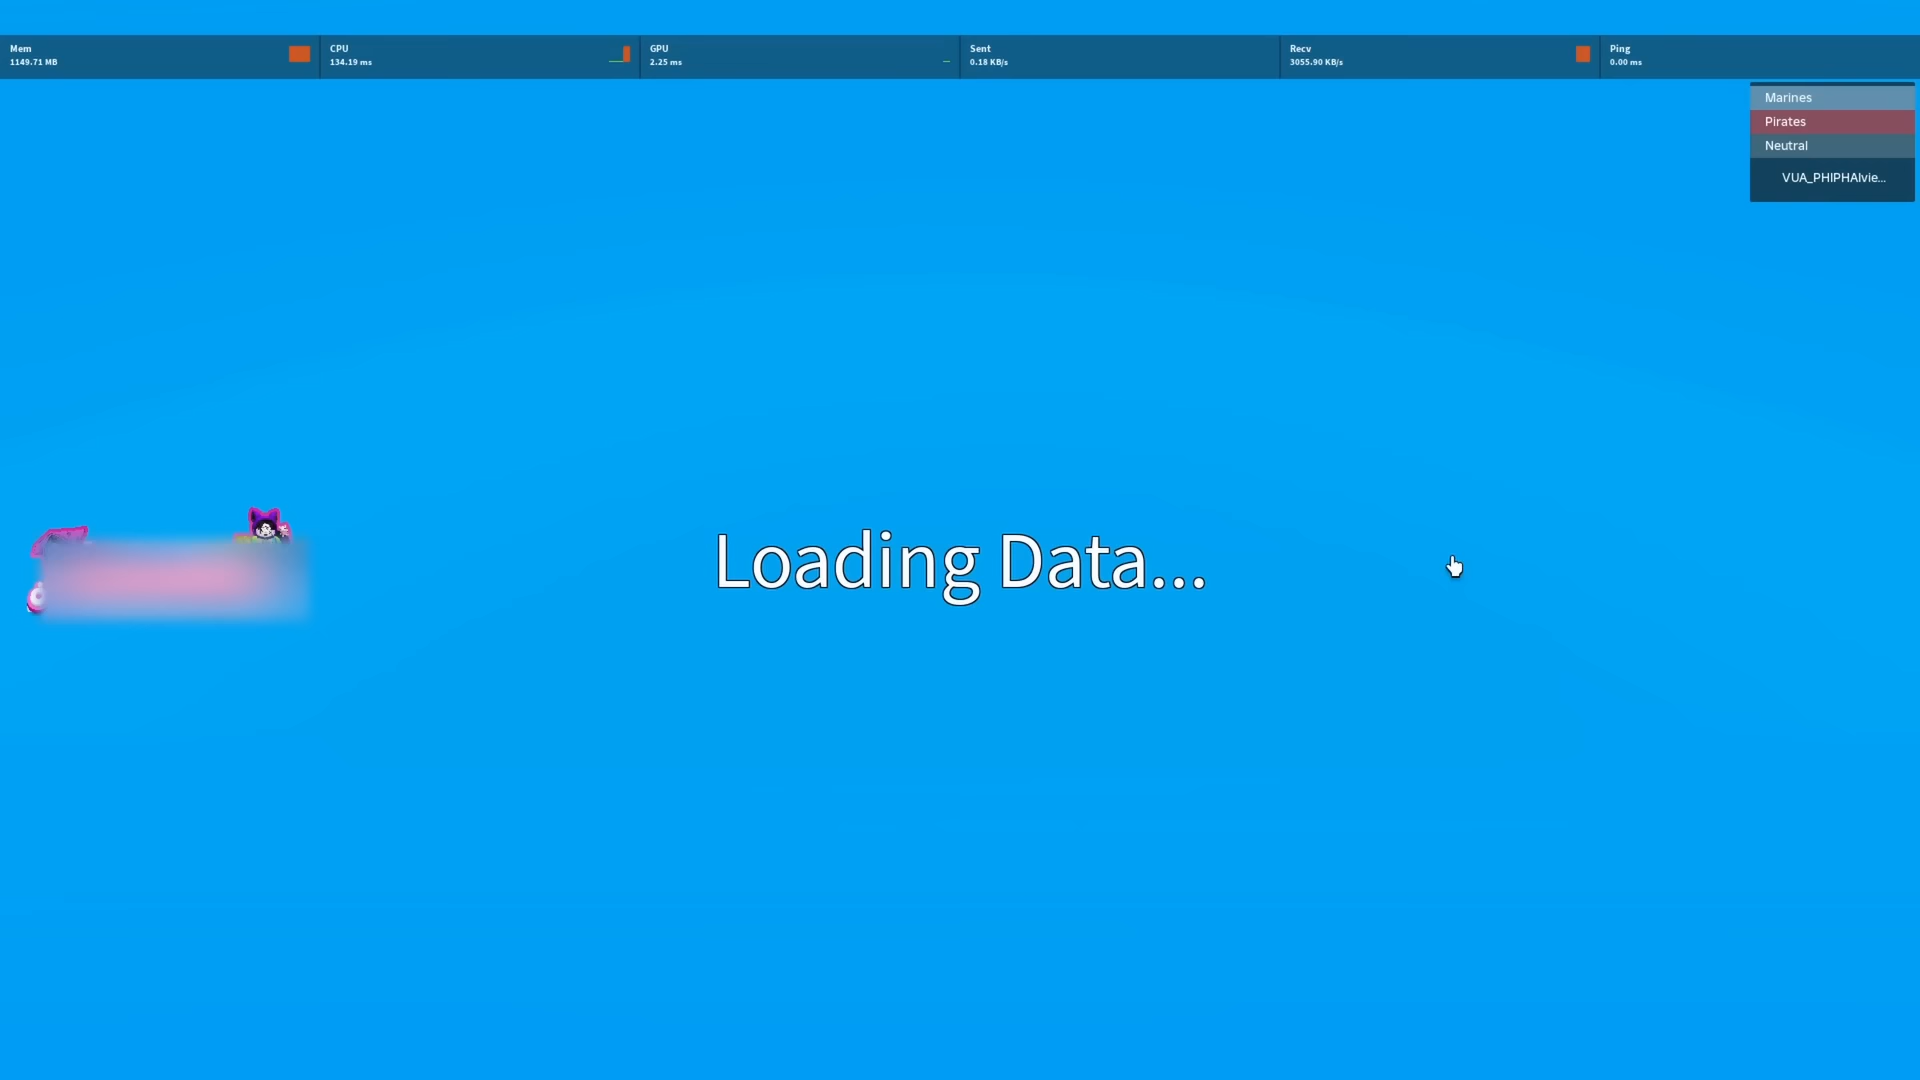 Mem
1149.71 MB
CPU
134.19 ms
GPU
2.25 ms
Sent
0.18 KB/s
Recv
3055.90 KB/s
Ping
0.00 ms
Marines
Pirates
Neutral
VUA_PHIPHAIvie...
Loading Data...